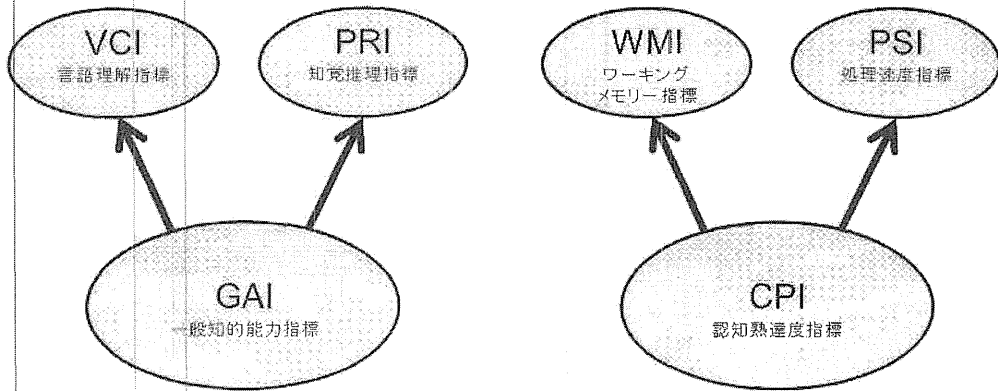 VCI
言語理解指標
PRI
知覚推理指標
WMI
ワーキング
メモリー指標
PSI
処理速度指標
GAI
一般知的能力指標
CPI
認知熟達度指標